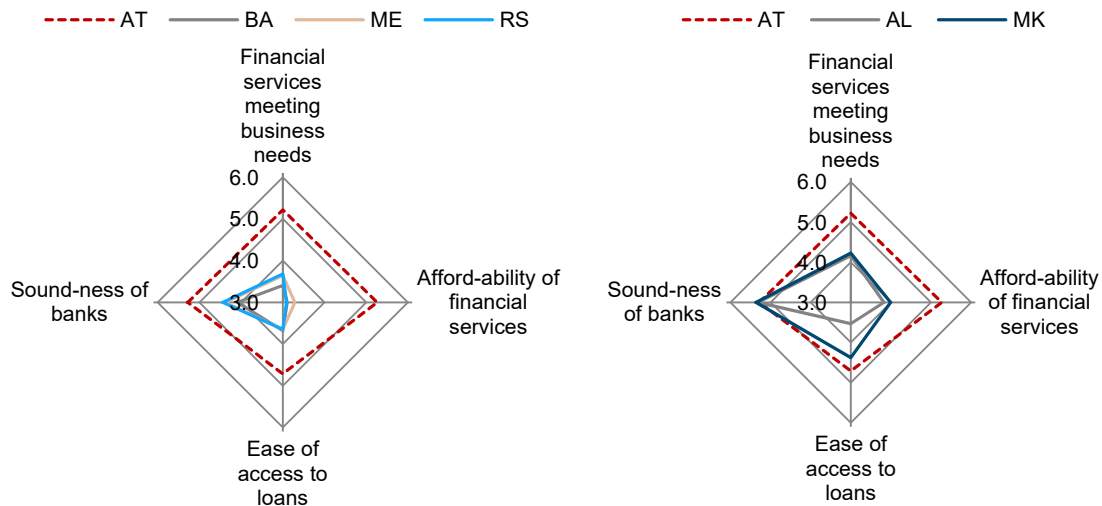 AT BA ME RS
Financial
services
meeting
business
needs
6.0
5.0
4.0
3.0
Afford-ability of
financial
services
Sound-ness of
banks
Ease of
access to
loans
AT AL MK
Financial
services
meeting
business
needs
6.0
5.0
4.0
3.0
Afford-ability
of financial
services
Sound-ness
of banks
Ease of
access to
loans